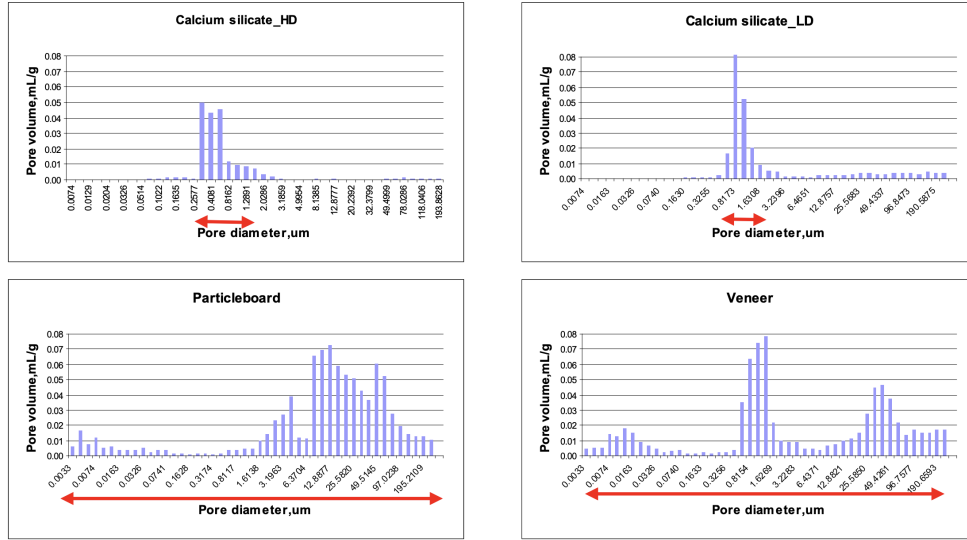 Calcium silicate_HD
Pore volume,mL/g
0.08
0.07
0.06
0.05
0.04
0.03
0.02
0.01
0.00
0.0074 0.0129 0.0204 0.0326 0.0514 0.1022 0.1635 0.2577 0.4081 0.8162 1.2891 2.0286 3.1859 4.9954 8.1385 12.8777 20.2392 32.3799 49.4999 78.0286 118.0406 193.8628
Pore diameter,um
Calcium silicate_LD
Pore volume,mL/g
0.08
0.07
0.06
0.05
0.04
0.03
0.02
0.01
0.00
0.0074 0.0163 0.0326 0.0740 0.1630 0.3255 0.8173 1.6308 3.2396 6.4651 12.8757 25.5683 49.4337 96.8473 190.5875
Pore diameter,um
Particleboard
Pore volume,mL/g
0.08
0.07
0.06
0.05
0.04
0.03
0.02
0.01
0.00
0.0033 0.0074 0.0163 0.0326 0.0741 0.1628 0.3174 0.8117 1.6138 3.1963 6.3704 12.8877 25.5820 49.5145 97.0238 195.2109
Pore diameter,um
Veneer
Pore volume,mL/g
0.08
0.07
0.06
0.05
0.04
0.03
0.02
0.01
0.00
0.0033 0.0074 0.0163 0.0326 0.0740 0.1633 0.3256 0.8154 1.6269 3.2283 6.4371 12.8821 25.5850 49.4261 96.7577 190.6593
Pore diameter,um